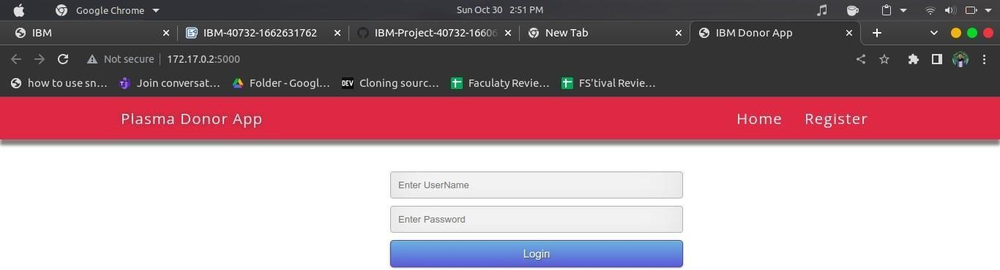 Google Chrome Sun Oct 30 2:51 PM
IBM IBM-40732-1662631762 IBM-Project-40732-16606 New Tab IBM Donor App
Not secure 172.17.0.2:5000
how to use sn... Join conversat... Folder - Googl... DEV Cloning sourc... Faculaty Revie... FS'tival Revie...
Plasma Donor App Home Register
Enter UserName
Enter Password
Login